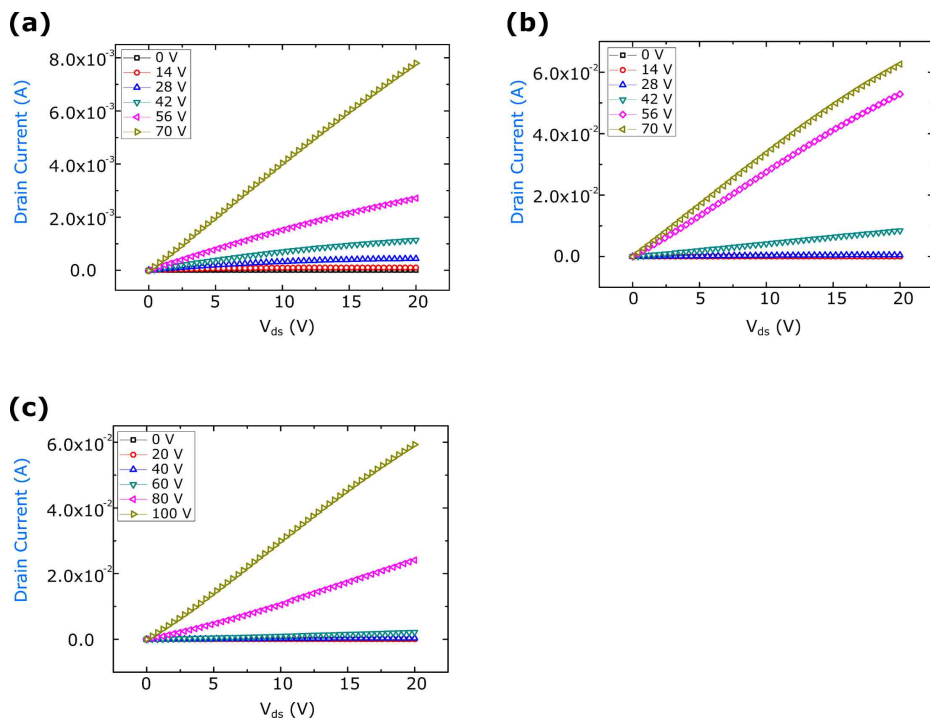 (a)
8.0x10-3
6.0x10-3
4.0x10-3
2.0x10-3
0.0
Drain Current (A)
0 V
14 V
28 V
42 V
56 V
70 V
0
5
10
15
20
Vds (V)
(b)
6.0x10-2
4.0x10-2
2.0x10-2
0.0
Drain Current (A)
0 V
14 V
28 V
42 V
56 V
70 V
0
5
10
15
20
Vds (V)
(c)
6.0x10-2
4.0x10-2
2.0x10-2
0.0
Drain Current (A)
0 V
20 V
40 V
60 V
80 V
100 V
0
5
10
15
20
Vds (V)